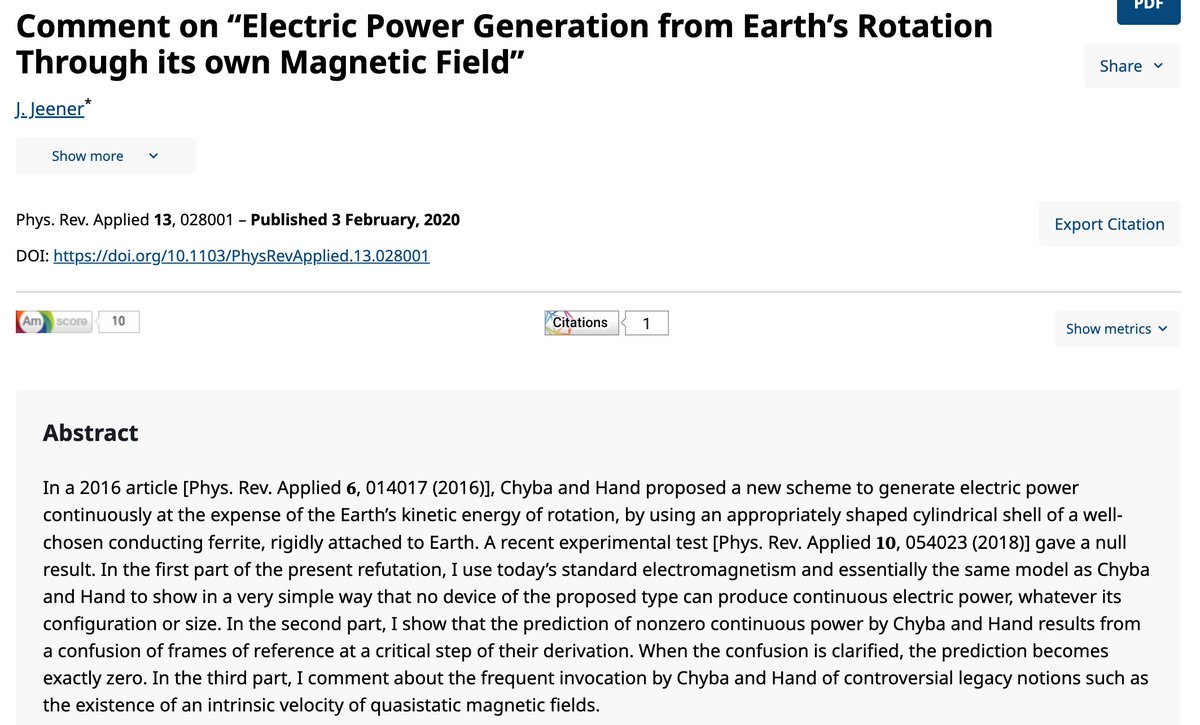 Comment on “Electric Power Generation from Earth’s Rotation
Through its own Magnetic Field”
PDF
Share
J. Jeener*
Show more
Phys. Rev. Applied 13, 028001 – Published 3 February, 2020
Export Citation
DOI: https://doi.org/10.1103/PhysRevApplied.13.028001
Am score 10
Citations 1
Show metrics
Abstract
In a 2016 article [Phys. Rev. Applied 6, 014017 (2016)], Chyba and Hand proposed a new scheme to generate electric power
continuously at the expense of the Earth’s kinetic energy of rotation, by using an appropriately shaped cylindrical shell of a well-
chosen conducting ferrite, rigidly attached to Earth. A recent experimental test [Phys. Rev. Applied 10, 054023 (2018)] gave a null
result. In the first part of the present refutation, I use today’s standard electromagnetism and essentially the same model as Chyba
and Hand to show in a very simple way that no device of the proposed type can produce continuous electric power, whatever its
configuration or size. In the second part, I show that the prediction of nonzero continuous power by Chyba and Hand results from
a confusion of frames of reference at a critical step of their derivation. When the confusion is clarified, the prediction becomes
exactly zero. In the third part, I comment about the frequent invocation by Chyba and Hand of controversial legacy notions such as
the existence of an intrinsic velocity of quasistatic magnetic fields.